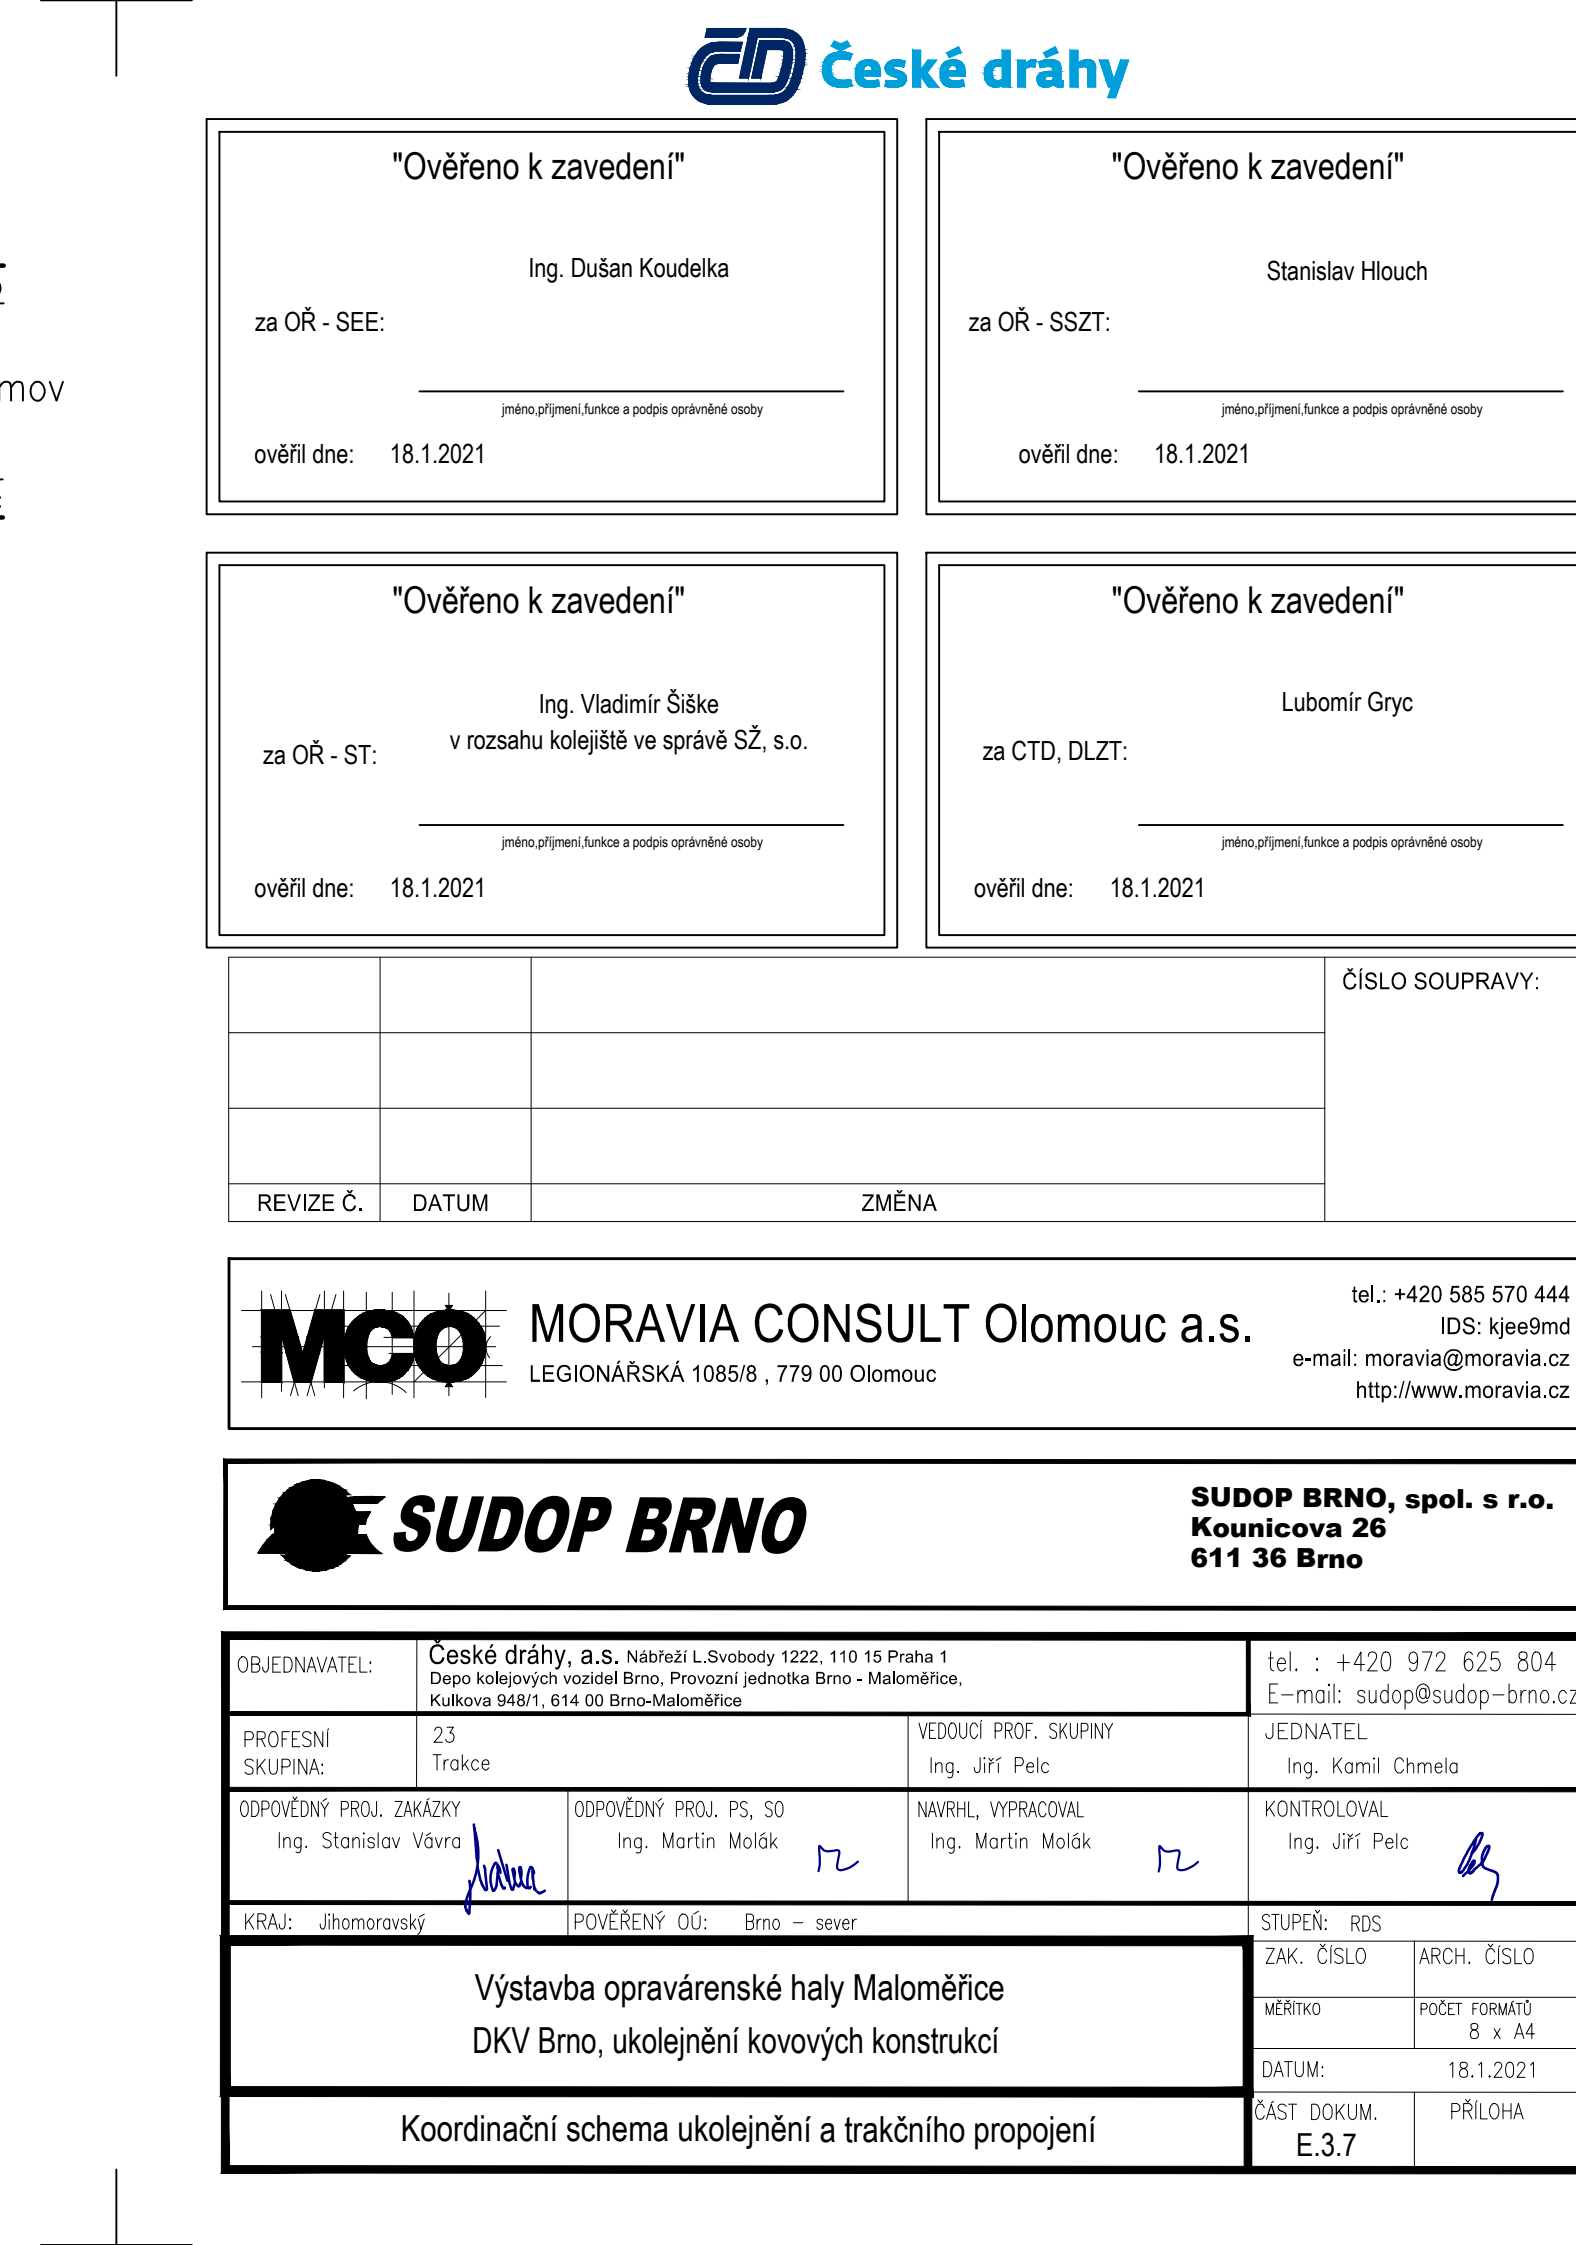 České dráhy
"Ověřeno k zavedení"
Ing. Dušan Koudelka
za OŘ - SEE:
jméno,příjmení,funkce a podpis oprávněné osoby
ověřil dne: 18.1.2021
"Ověřeno k zavedení"
Stanislav Hlouch
za OŘ - SSZT:
jméno,příjmení,funkce a podpis oprávněné osoby
ověřil dne: 18.1.2021
mov
"Ověřeno k zavedení"
Ing. Vladimír Šiške
v rozsahu kolejiště ve správě SŽ, s.o.
za OŘ - ST:
jméno,příjmení,funkce a podpis oprávněné osoby
ověřil dne: 18.1.2021
"Ověřeno k zavedení"
Lubomír Gryc
za CTD, DLZT:
jméno,příjmení,funkce a podpis oprávněné osoby
ověřil dne: 18.1.2021
ČÍSLO SOUPRAVY:
REVIZE Č. DATUM ZMĚNA
MCO
MORAVIA CONSULT Olomouc a.s.
LEGIONÁŘSKÁ 1085/8 , 779 00 Olomouc
tel.: +420 585 570 444
IDS: kjee9md
e-mail: moravia@moravia.cz
http://www.moravia.cz
SUDOP BRNO
SUDOP BRNO, spol. s r.o.
Kounicova 26
611 36 Brno
OBJEDNAVATEL:
České dráhy, a.s. Nábřeží L.Svobody 1222, 110 15 Praha 1
Depo kolejových vozidel Brno, Provozní jednotka Brno - Maloměřice,
Kulkova 948/1, 614 00 Brno-Maloměřice
tel. : +420 972 625 804
E-mail: sudop@sudop-brno.cz
PROFESNÍ
SKUPINA:
23
Trakce
VEDOUCÍ PROF. SKUPINY
Ing. Jiří Pelc
JEDNATEL
Ing. Kamil Chmela
ODPOVĚDNÝ PROJ. ZAKÁZKY
Ing. Stanislav Vávra
ODPOVĚDNÝ PROJ. PS, SO
Ing. Martin Molák
NAVRHL, VYPRACOVAL
Ing. Martin Molák
KONTROLOVAL
Ing. Jiří Pelc
KRAJ: Jihomoravský
POVĚŘENÝ OÚ: Brno - sever
STUPEŇ: RDS
Výstavba opravárenské haly Maloměřice
DKV Brno, ukolejnění kovových konstrukcí
ZAK. ČÍSLO
ARCH. ČÍSLO
MĚŘÍTKO
POČET FORMÁTŮ
8 x A4
DATUM: 18.1.2021
Koordinační schema ukolejnění a trakčního propojení
ČÁST DOKUM.
E.3.7
PŘÍLOHA